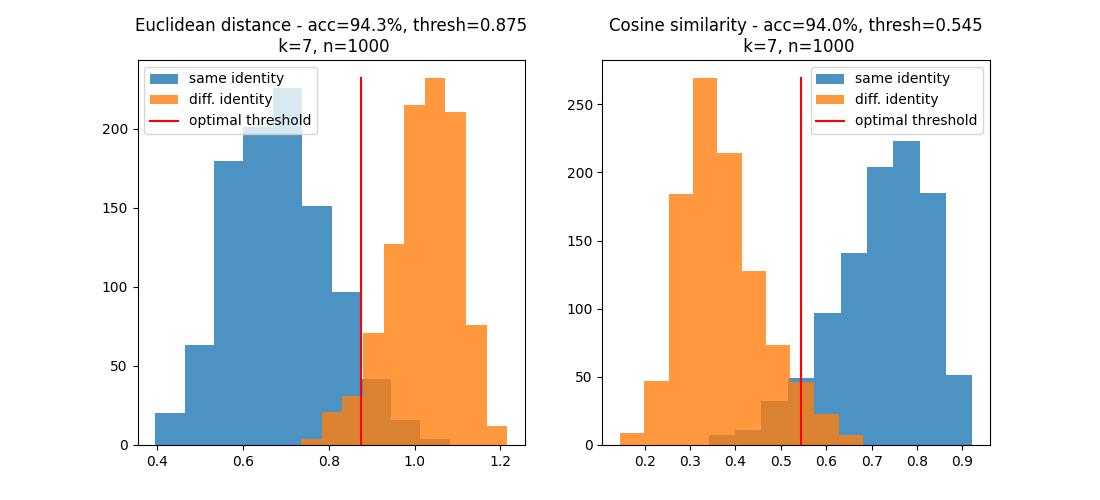 Euclidean distance - acc=94.3%, thresh=0.875
k=7, n=1000
same identity
diff. identity
optimal threshold
200
150
100
50
0
0.4 0.6 0.8 1.0 1.2
Cosine similarity - acc=94.0%, thresh=0.545
k=7, n=1000
same identity
diff. identity
optimal threshold
250
200
150
100
50
0
0.2 0.3 0.4 0.5 0.6 0.7 0.8 0.9